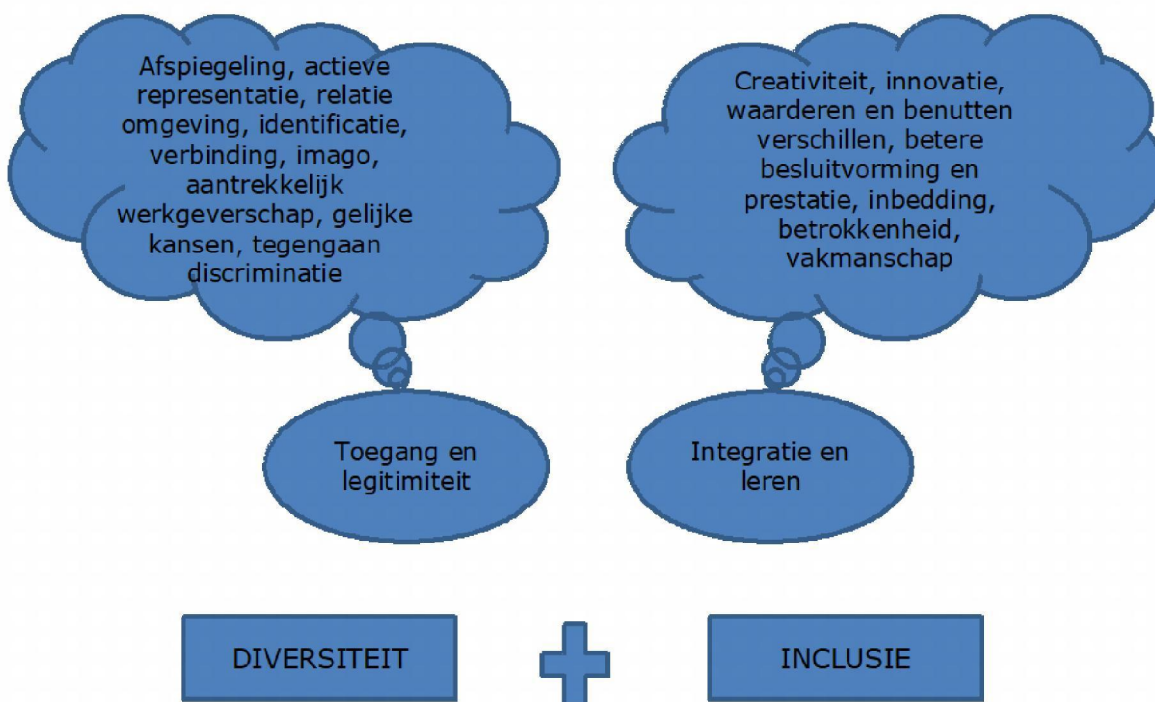 Afspiegeling, actieve
representatie, relatie
omgeving, identificatie,
verbinding, imago,
aantrekkelijk
werkgeverschap, gelijke
kansen, tegengaan
discriminatie
Creativiteit, innovatie,
waarderen en benutten
verschillen, betere
besluitvorming en
prestatie, inbedding,
betrokkenheid,
vakmanschap
Toegang en
legitimiteit
Integratie en
leren
DIVERSITEIT
INCLUSIE